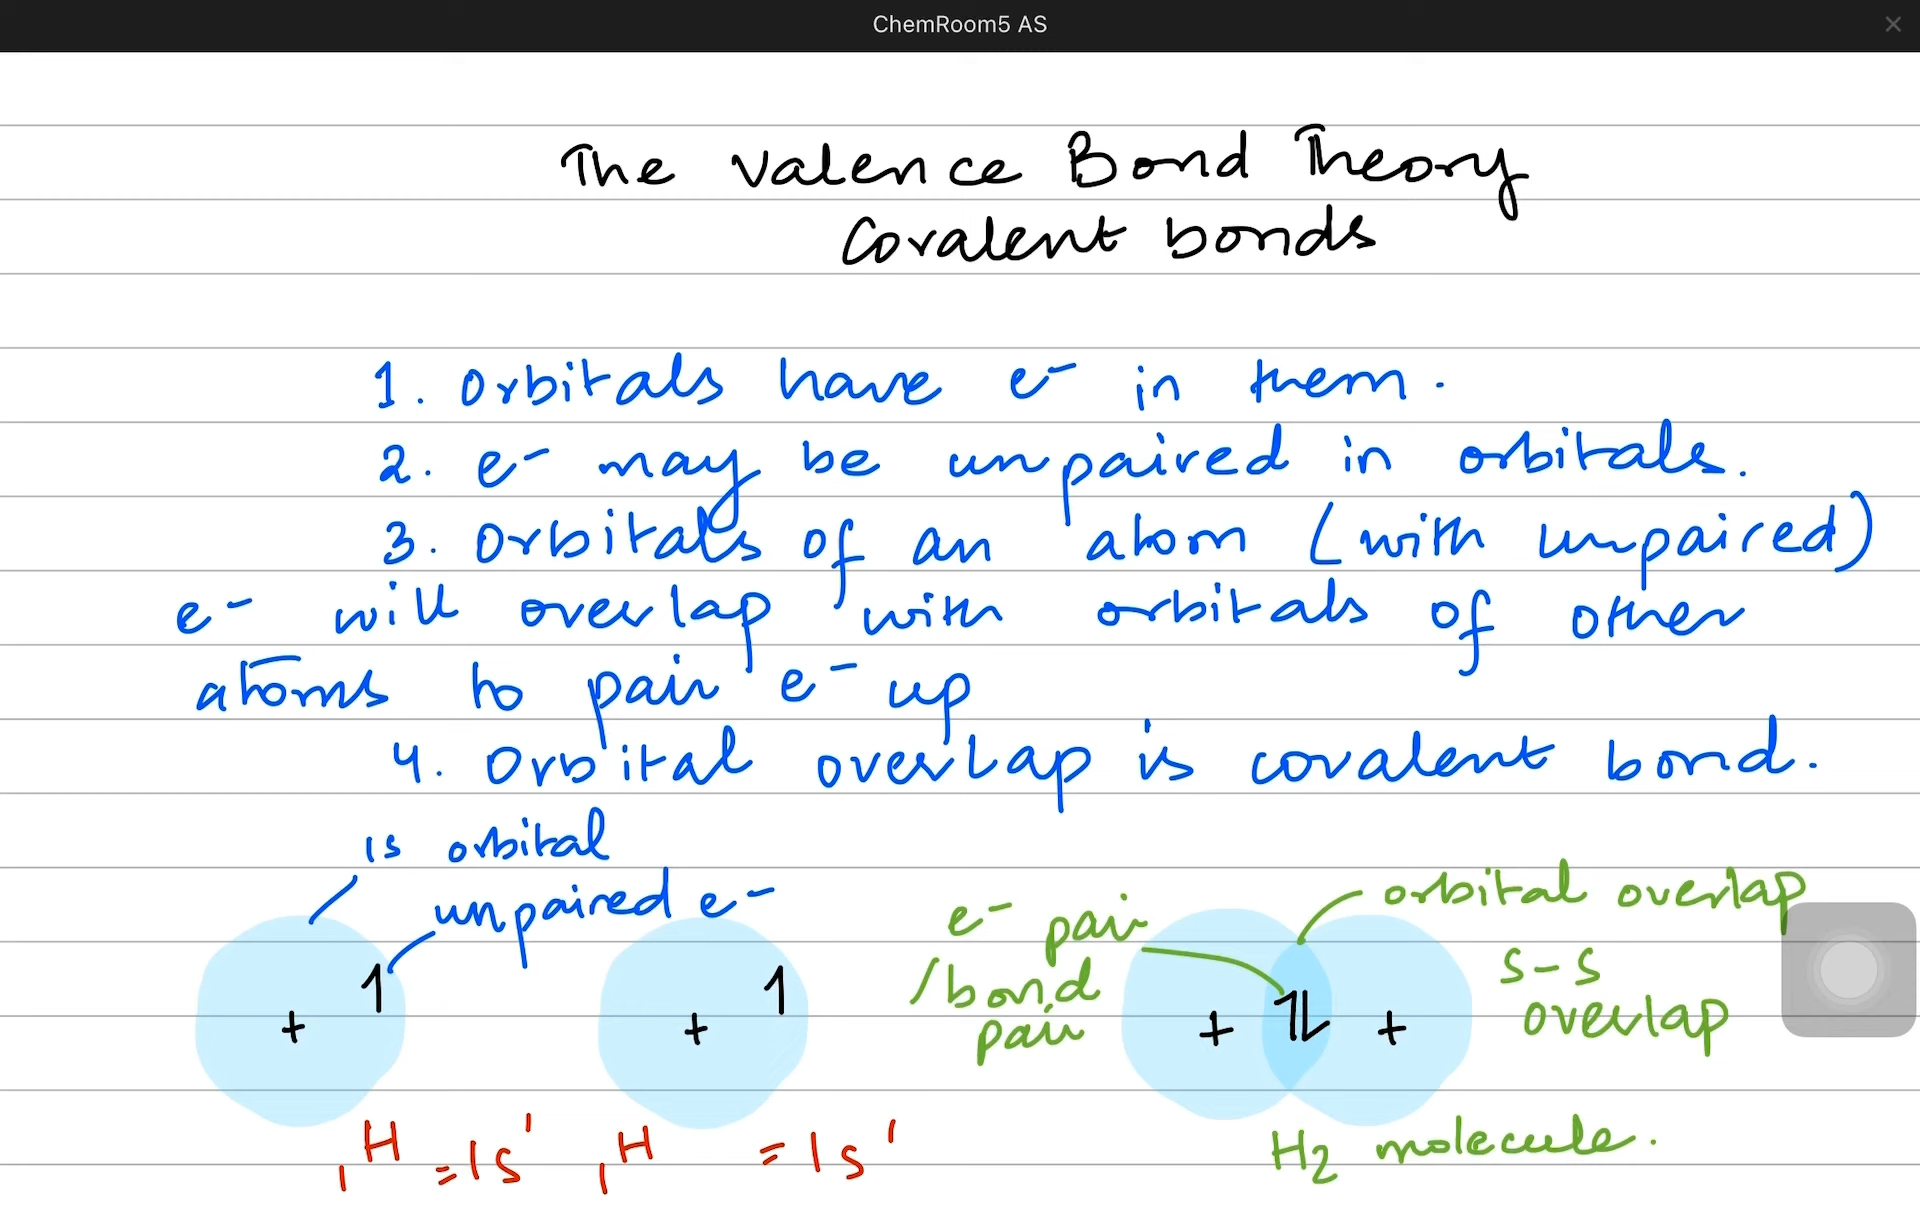 ChemRoom5 AS
The Valence Bond Theory
Covalent bonds
1. Orbitals have e⁻ in them.
2. e⁻ may be unpaired in orbitals.
3. Orbitals of an atom (with unpaired)
e⁻ will overlap with orbitals of other
atoms to pair e⁻ up
4. Orbital overlap is covalent bond.
1s orbital
unpaired e⁻
+ 1
+ 1
e⁻ pair
/bond
pair
orbital overlap
s-s
overlap
+ ⥮ +
₁H = 1s¹
₁H = 1s¹
H₂ molecule.